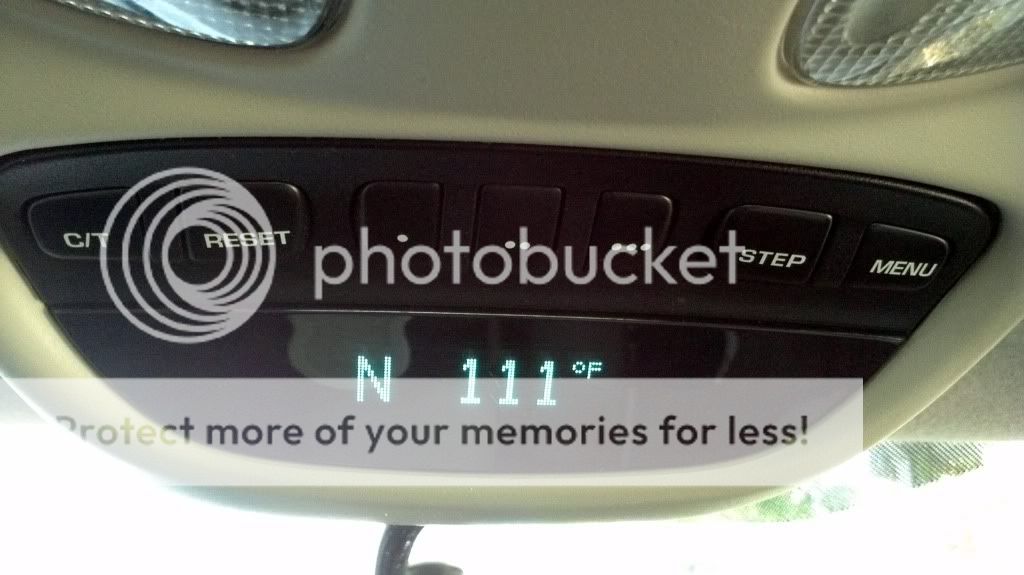 C/T RESET STEP MENU
photobucket
N 111°F
Protect more of your memories for less!